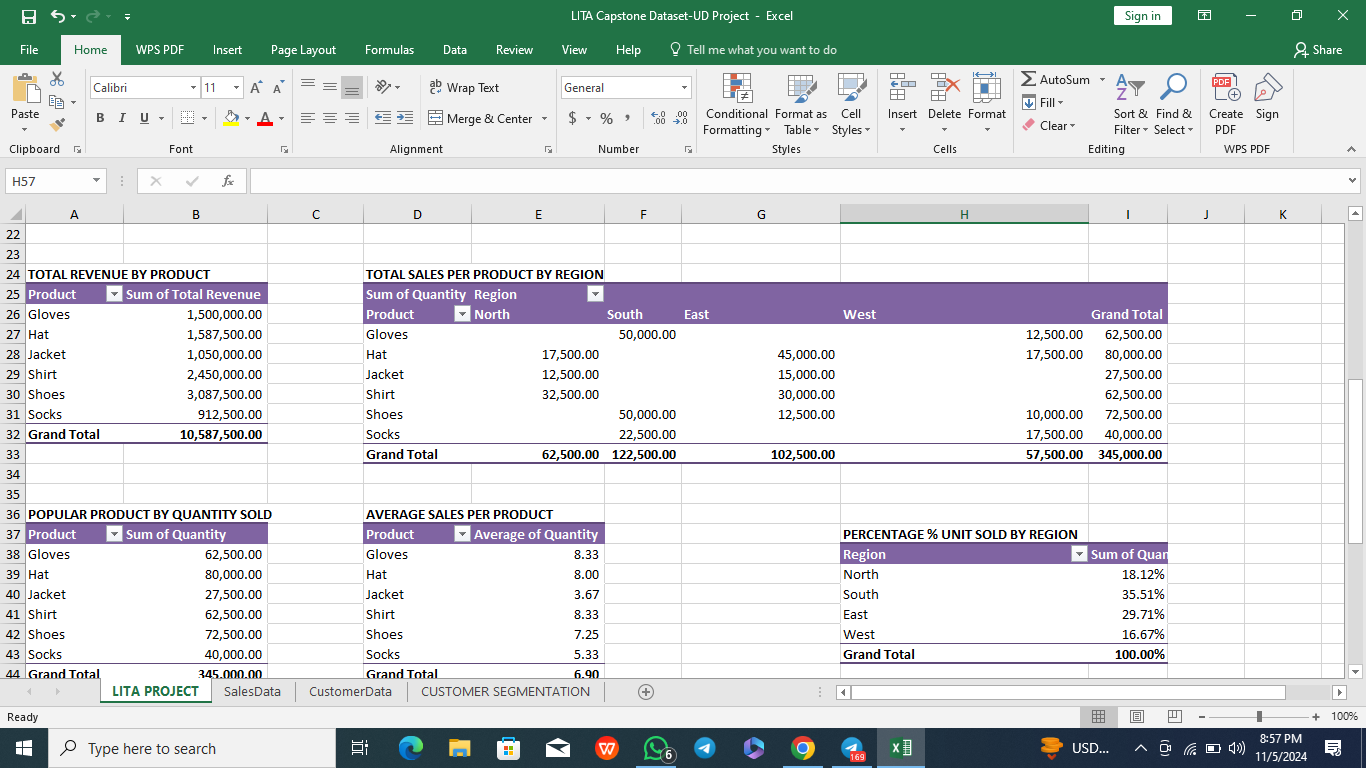 LITA Capstone Dataset-UD Project - Excel
Sign in
File Home WPS PDF Insert Page Layout Formulas Data Review View Help Tell me what you want to do Share
Paste
Calibri 11
B I U
Wrap Text
Merge & Center
General
$ % ,
Conditional Formatting
Format as Table
Cell Styles
Insert Delete Format
AutoSum
Fill
Clear
Sort & Filter
Find & Select
Create PDF
Sign
Clipboard Font Alignment Number Styles Cells Editing WPS PDF
H57 fx
A B C D E F G H I J K
22
23
24 TOTAL REVENUE BY PRODUCT TOTAL SALES PER PRODUCT BY REGION
25 Product Sum of Total Revenue Sum of Quantity Region
26 Gloves 1,500,000.00 Product North South East West Grand Total
27 Hat 1,587,500.00 Gloves 50,000.00 12,500.00 62,500.00
28 Jacket 1,050,000.00 Hat 17,500.00 45,000.00 17,500.00 80,000.00
29 Shirt 2,450,000.00 Jacket 12,500.00 15,000.00 27,500.00
30 Shoes 3,087,500.00 Shirt 32,500.00 30,000.00 62,500.00
31 Socks 912,500.00 Shoes 50,000.00 12,500.00 10,000.00 72,500.00
32 Grand Total 10,587,500.00 Socks 22,500.00 17,500.00 40,000.00
33 Grand Total 62,500.00 122,500.00 102,500.00 57,500.00 345,000.00
34
35
36 POPULAR PRODUCT BY QUANTITY SOLD AVERAGE SALES PER PRODUCT
37 Product Sum of Quantity Product Average of Quantity PERCENTAGE % UNIT SOLD BY REGION
38 Gloves 62,500.00 Gloves 8.33 Region Sum of Quan
39 Hat 80,000.00 Hat 8.00 North 18.12%
40 Jacket 27,500.00 Jacket 3.67 South 35.51%
41 Shirt 62,500.00 Shirt 8.33 East 29.71%
42 Shoes 72,500.00 Shoes 7.25 West 16.67%
43 Socks 40,000.00 Socks 5.33 Grand Total 100.00%
44 Grand Total 345,000.00 Grand Total 6.90
LITA PROJECT SalesData CustomerData CUSTOMER SEGMENTATION
Ready 100%
Type here to search
6
169
USD...
8:57 PM
11/5/2024